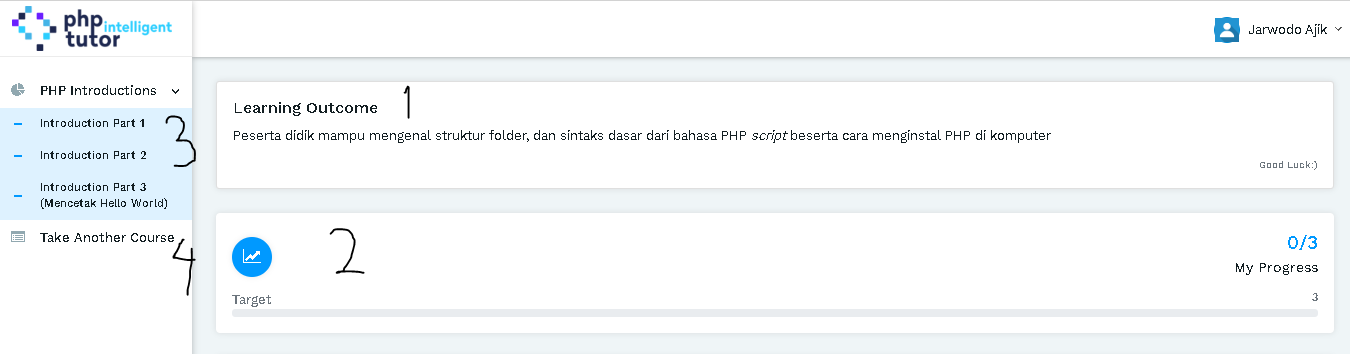 php intelligent
tutor
Jarwodo Ajik
PHP Introductions
Introduction Part 1
3
Introduction Part 2
Introduction Part 3
(Mencetak Hello World)
Take Another Course
4
Learning Outcome 1
Peserta didik mampu mengenal struktur folder, dan sintaks dasar dari bahasa PHP script beserta cara menginstal PHP di komputer
Good Luck:)
2
0/3
My Progress
Target 3